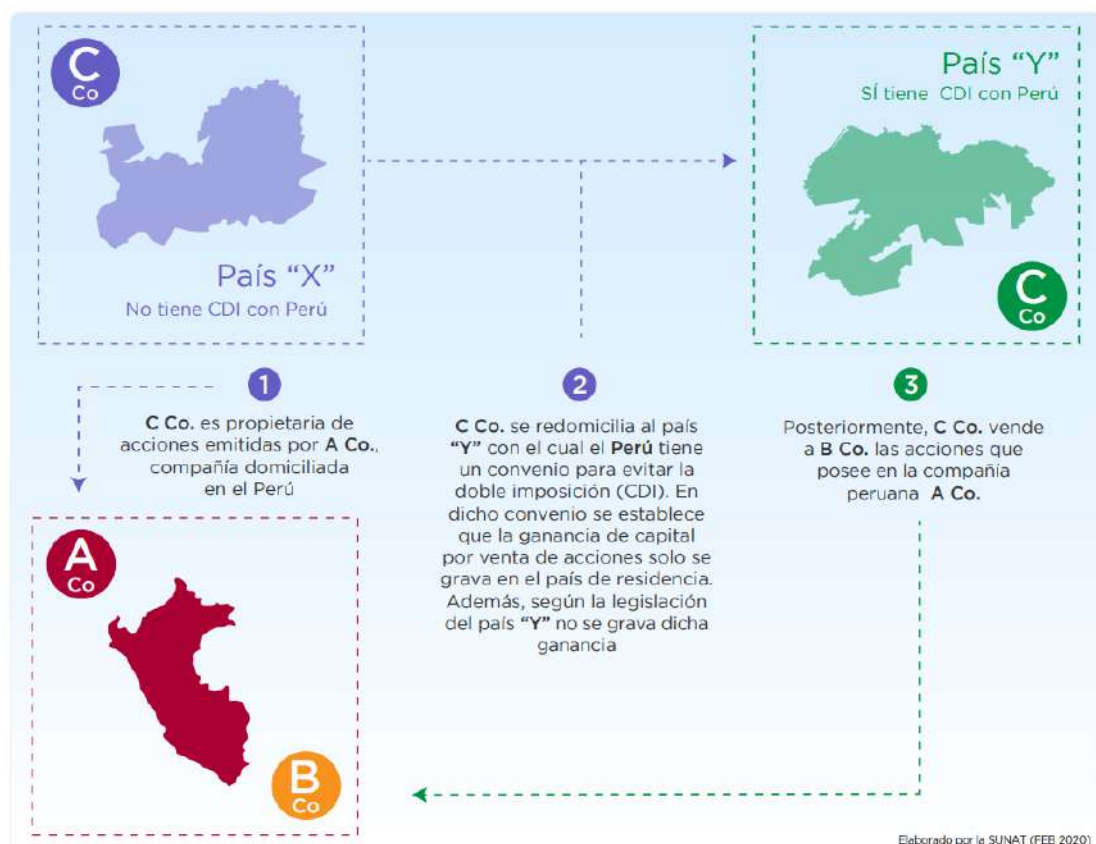 C
Co
País “X”
No tiene CDI con Perú
País “Y”
SÍ tiene CDI con Perú
C
Co
1
C Co. es propietaria de
acciones emitidas por A Co.,
compañía domiciliada
en el Perú
2
C Co. se redomicilia al país
“Y” con el cual el Perú tiene
un convenio para evitar la
doble imposición (CDI). En
dicho convenio se establece
que la ganancia de capital
por venta de acciones solo se
grava en el país de residencia.
Además, según la legislación
del país “Y” no se grava dicha
ganancia
3
Posteriormente, C Co. vende
a B Co. las acciones que
posee en la compañía
peruana A Co.
A
Co
B
Co
Elaborado por la SUNAT (FEB 2020)